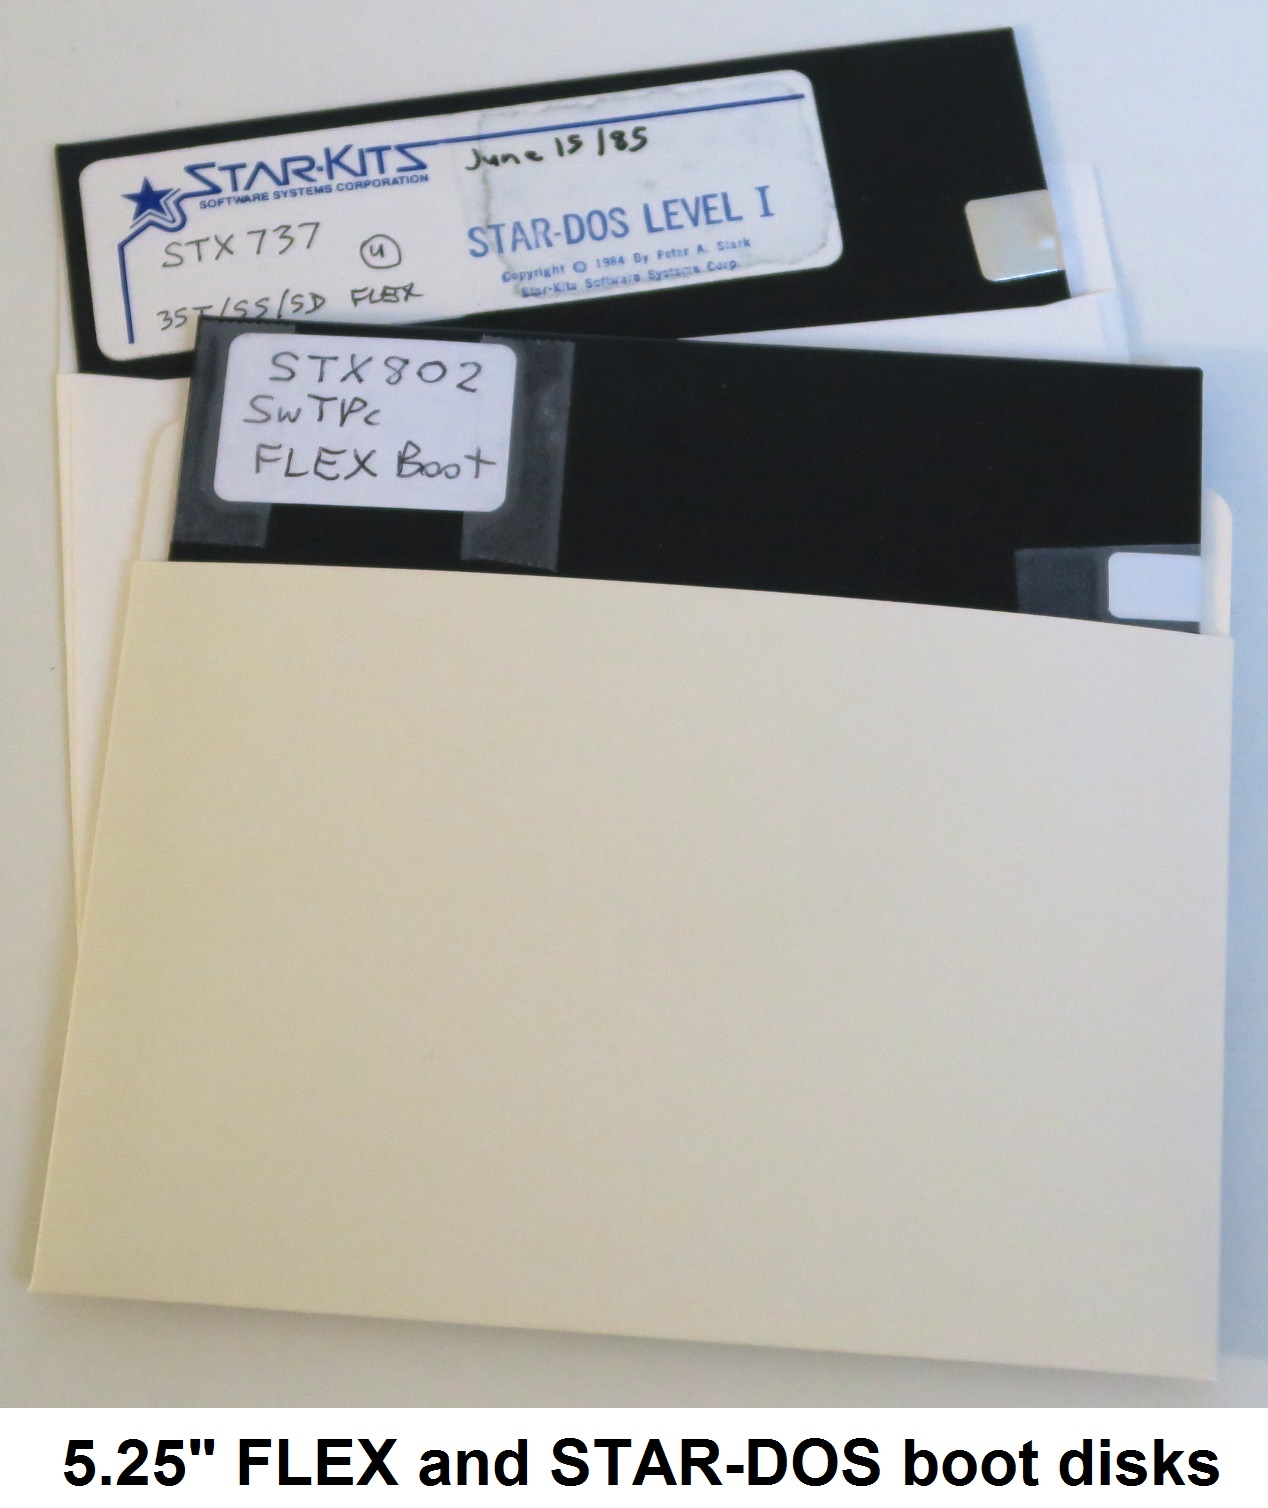 STAR-KITS
SOFTWARE SYSTEMS CORPORATION
June 15/85
STX 737
35T/SS/SD FLEX
STAR-DOS LEVEL I
Copyright © 1984 By Peter A. Stark
Star-Kits Software Systems Corp.
STX802
SwTPc
FLEX Boot
5.25" FLEX and STAR-DOS boot disks